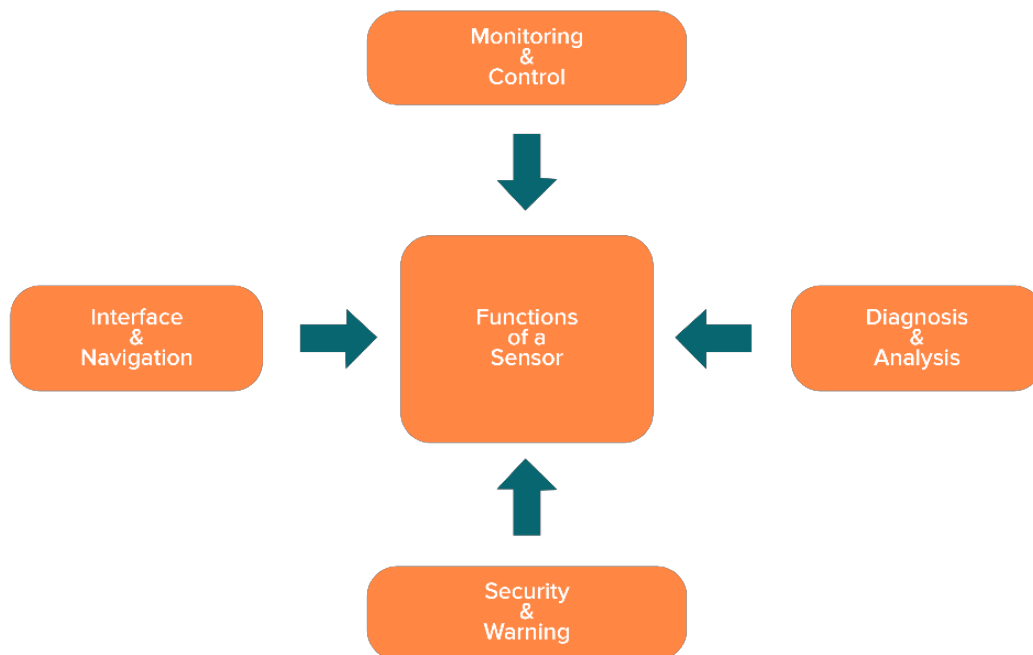 Monitoring
&
Control
Interface
&
Navigation
Functions
of a
Sensor
Diagnosis
&
Analysis
Security
&
Warning